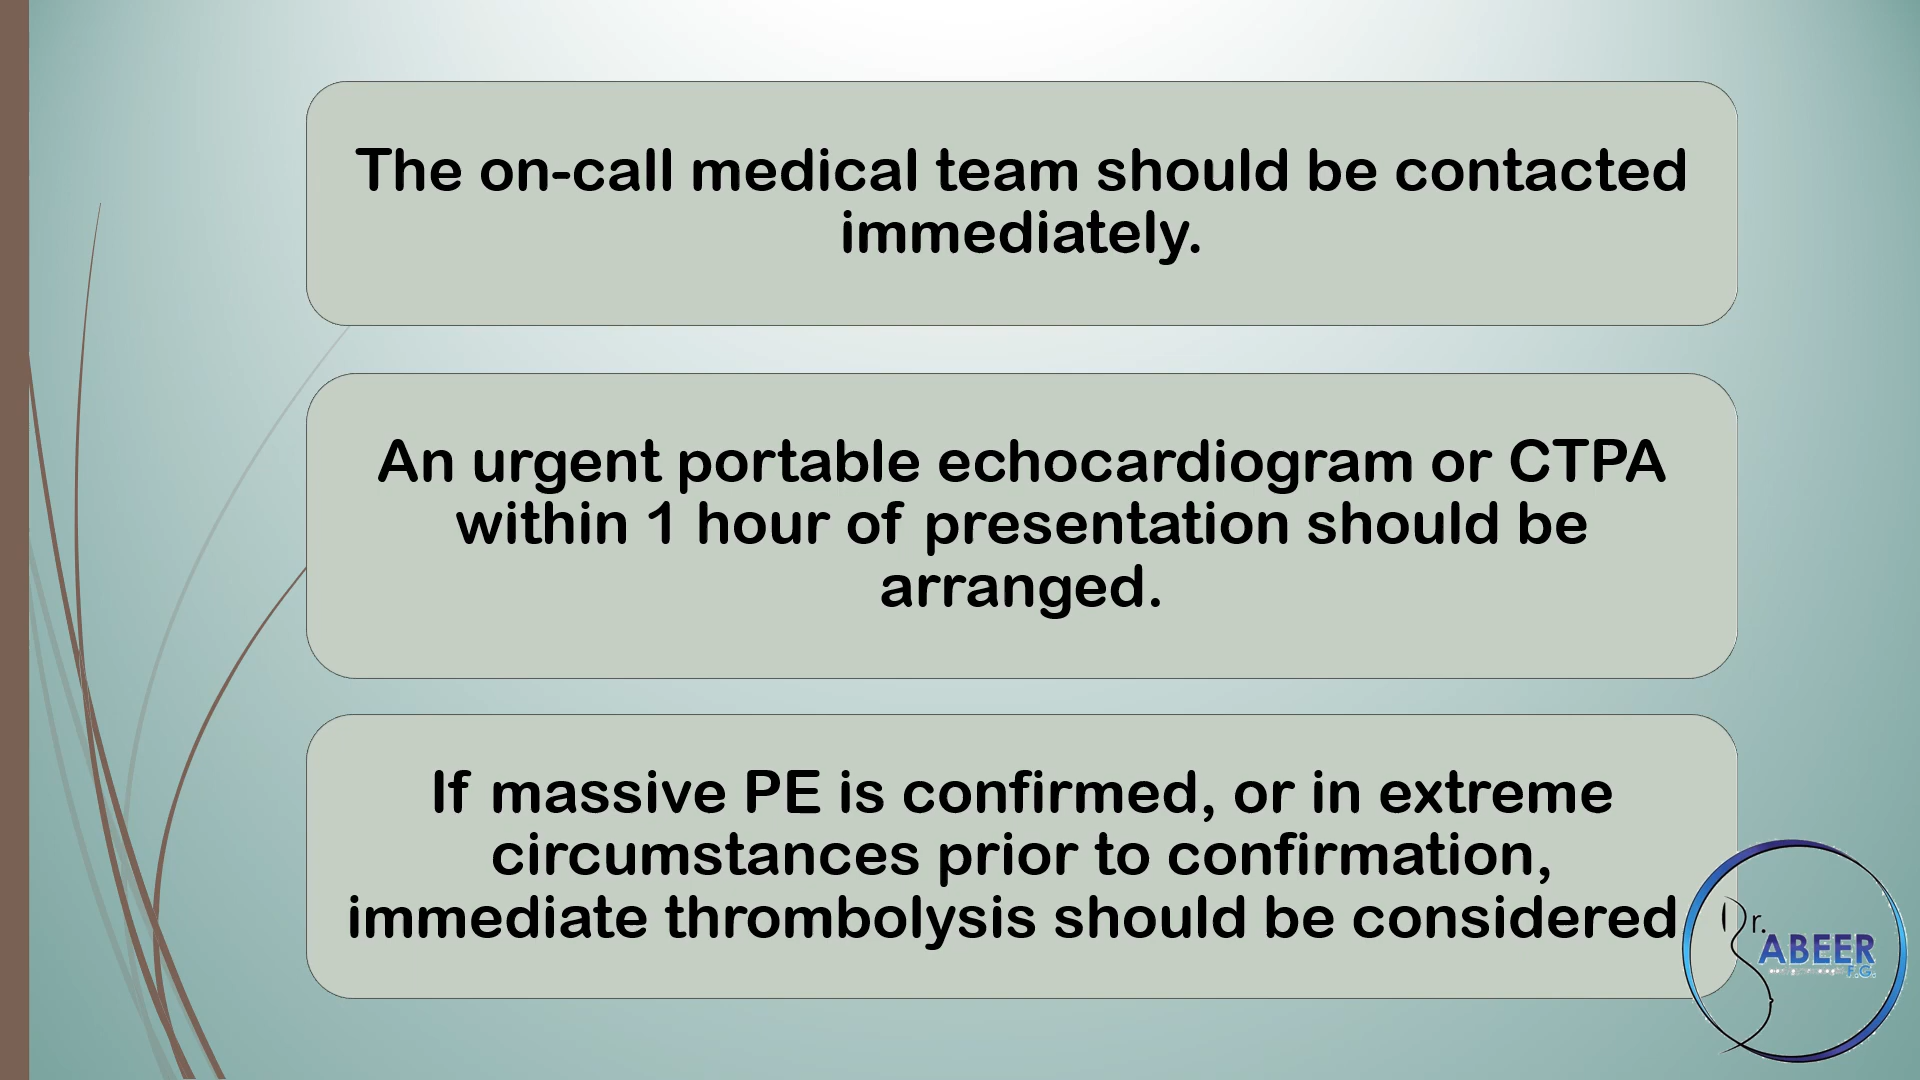 The on-call medical team should be contacted
immediately.
An urgent portable echocardiogram or CTPA
within 1 hour of presentation should be
arranged.
If massive PE is confirmed, or in extreme
circumstances prior to confirmation,
immediate thrombolysis should be considered
Dr.
ABEER
F.G.